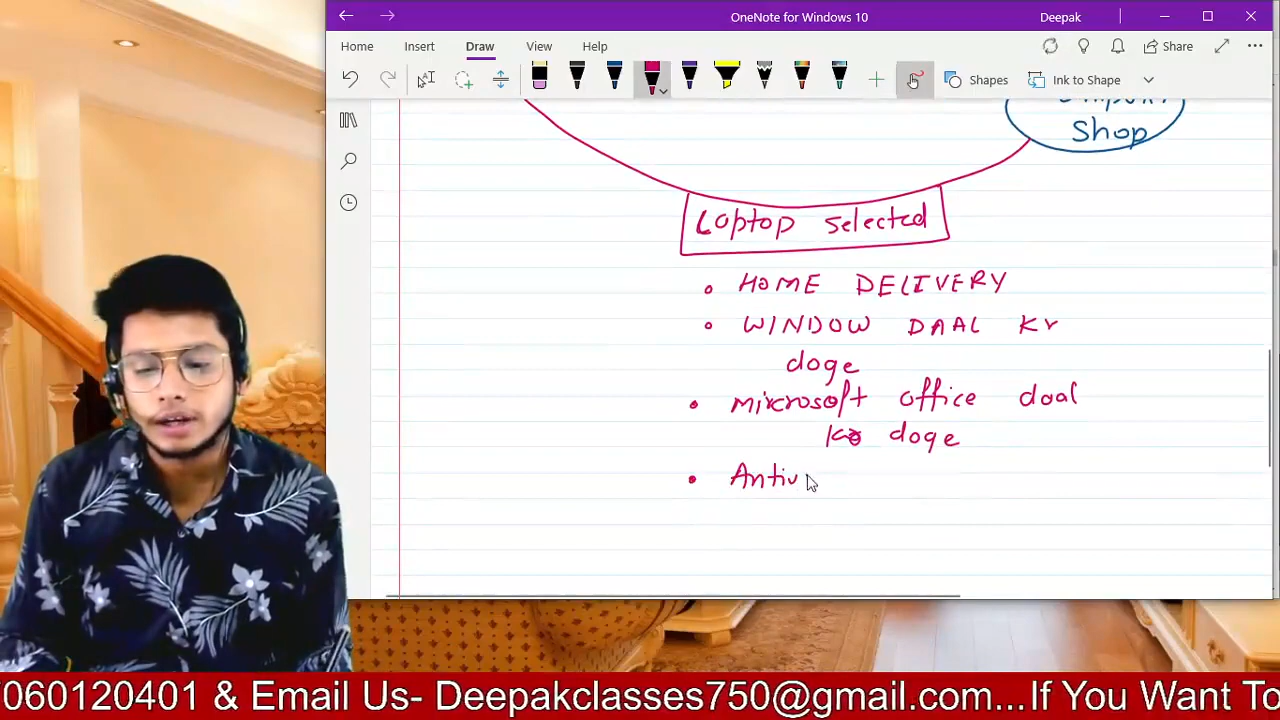 OneNote for Windows 10
Deepak
Home Insert Draw View Help
Share
Shapes
Ink to Shape
Shop
Laptop selected
• HOME DELIVERY
• WINDOW DAAL Kr
doge
• microsoft office daal
ko doge
• Antiv
7060120401 & Email Us- Deepakclasses750@gmail.com...If You Want To